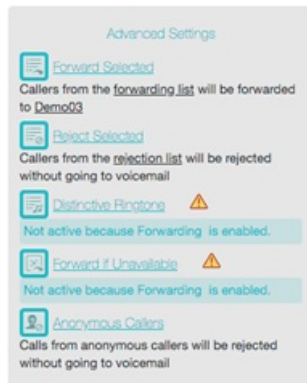 Advanced Settings
Forward Selected
Callers from the forwarding list will be forwarded
to Demo03
Reject Selected
Callers from the rejection list will be rejected
without going to voicemail
Distinctive Ringtone
Not active because Forwarding is enabled.
Forward if Unavailable
Not active because Forwarding is enabled.
Anonymous Callers
Calls from anonymous callers will be rejected
without going to voicemail